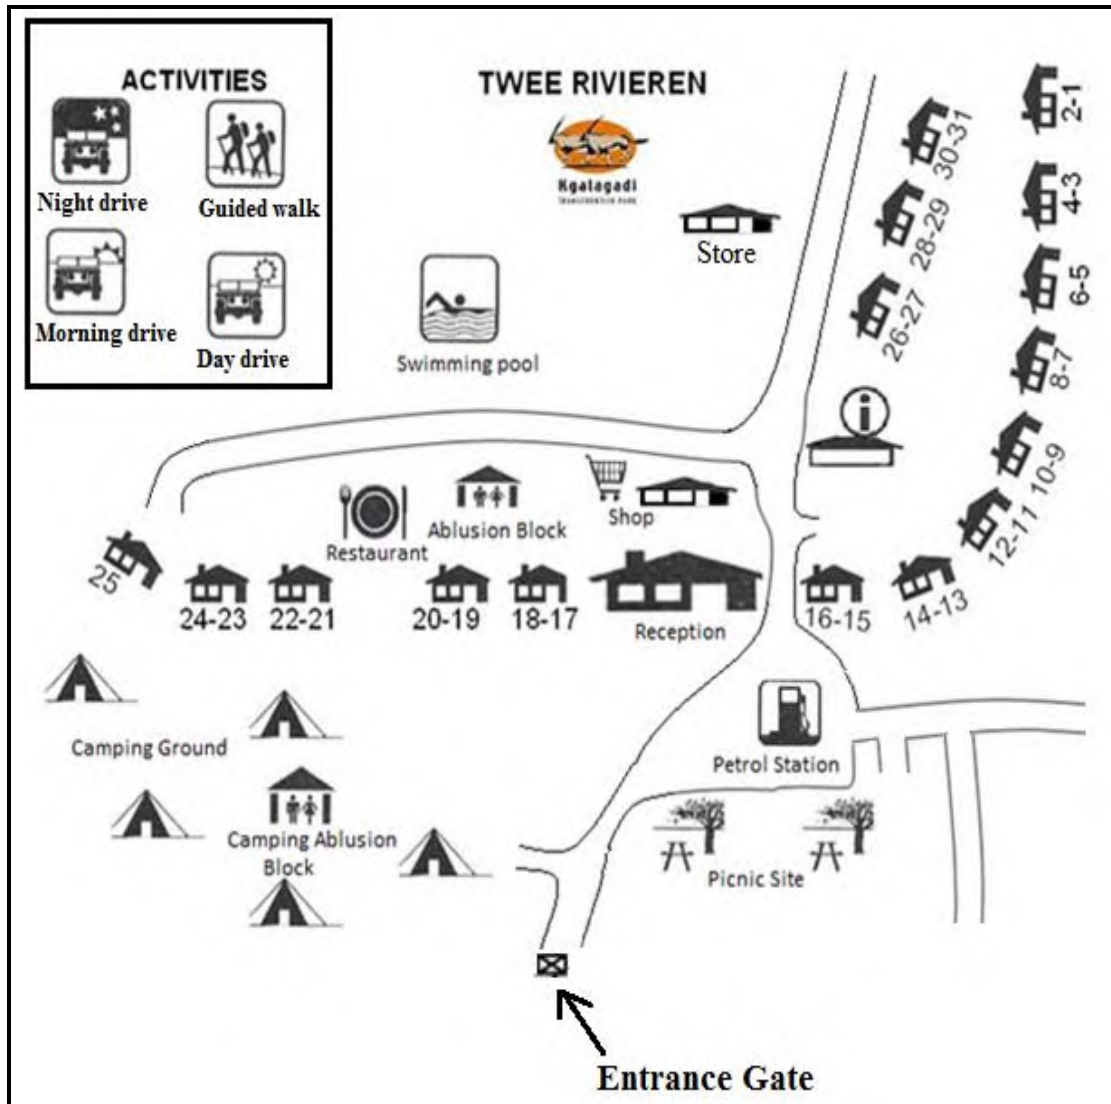 ACTIVITIES
Night drive
Guided walk
Morning drive
Day drive
TWEE RIVIEREN
Kgalagadi
TRANSFRONTIER PARK
Store
Swimming pool
30-31
28-29
26-27
2-1
4-3
6-5
8-7
10-9
12-11
14-13
16-15
i
Restaurant
Ablusion Block
Shop
Reception
25
24-23
22-21
20-19
18-17
Camping Ground
Camping Ablusion
Block
Petrol Station
Picnic Site
Entrance Gate